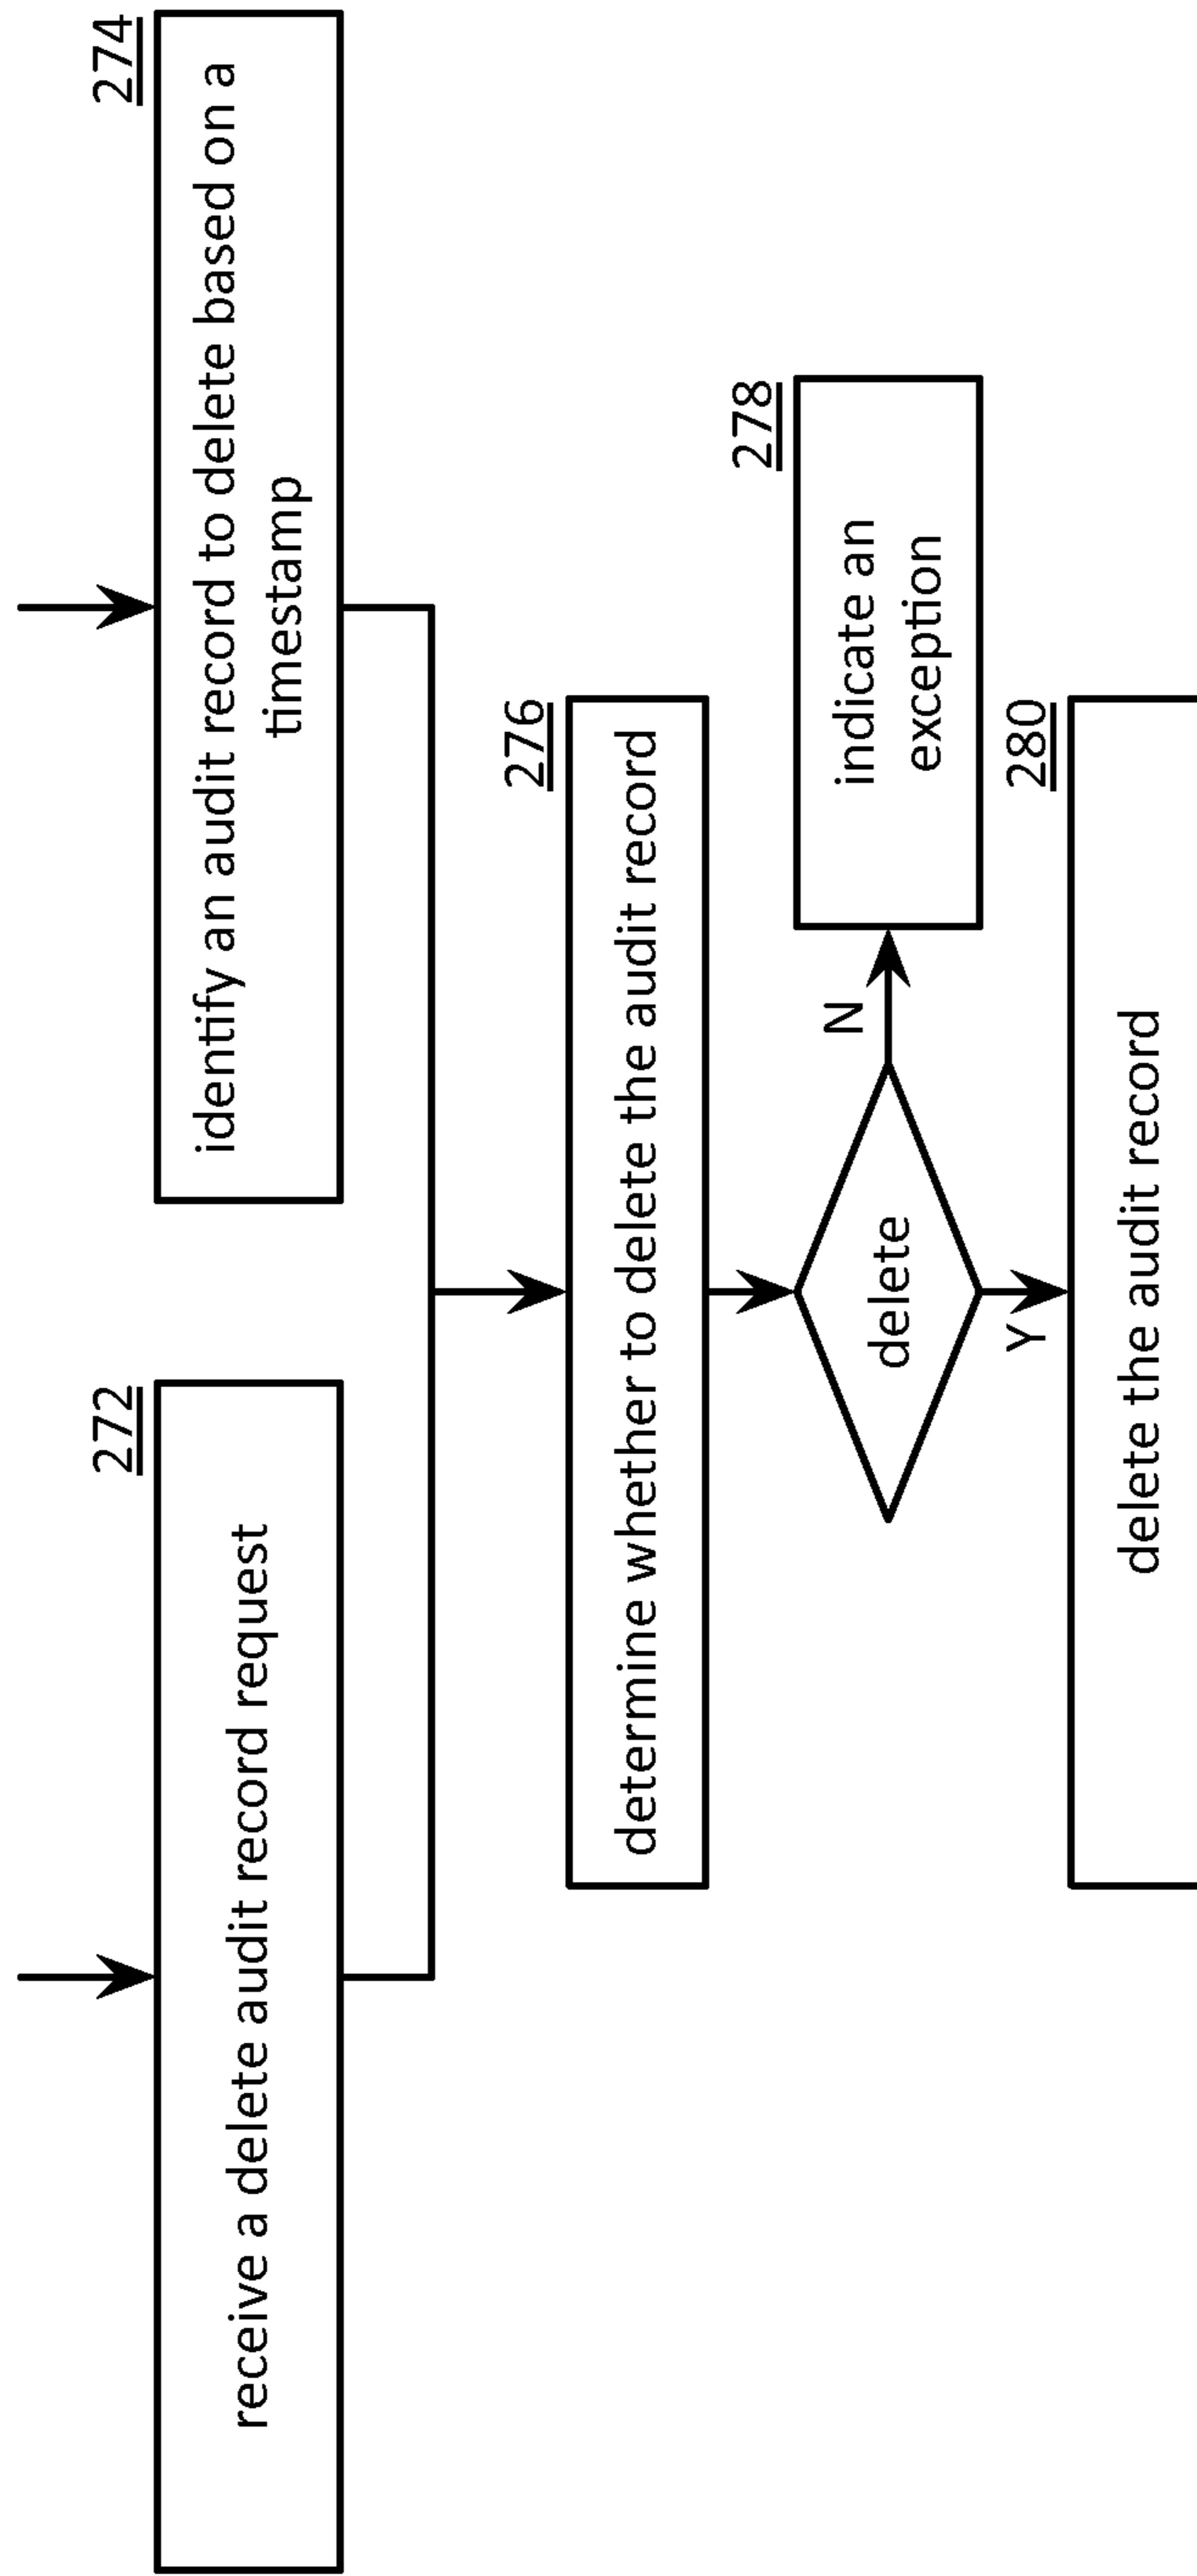 272
receive a delete audit record request
274
identify an audit record to delete based on a
timestamp
276
determine whether to delete the audit record
delete
N
278
indicate an
exception
Y
280
delete the audit record